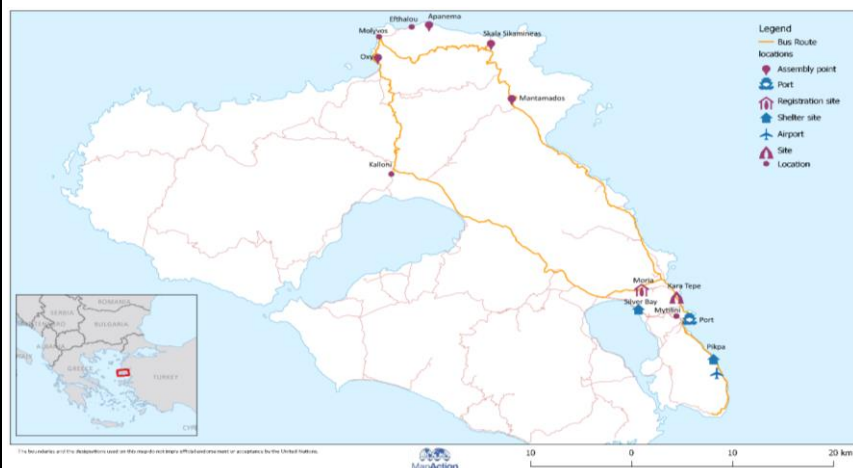 Efthalou
Apanema
Molyvos
Skala Sikamineas
Oxy
Mantamados
Kalloni
Moria
Kara Tepe
Silver Bay
Mytilini
Port
Pikpa
Legend
Bus Route
locations
Assembly point
Port
Registration site
Shelter site
Airport
Site
Location
ROMANIA
SERBIA
BULGARIA
GREECE
TURKEY
The boundaries and the designations used on this map do not imply official endorsement or acceptance by the United Nations.
MapAction
10 0 10 20 km